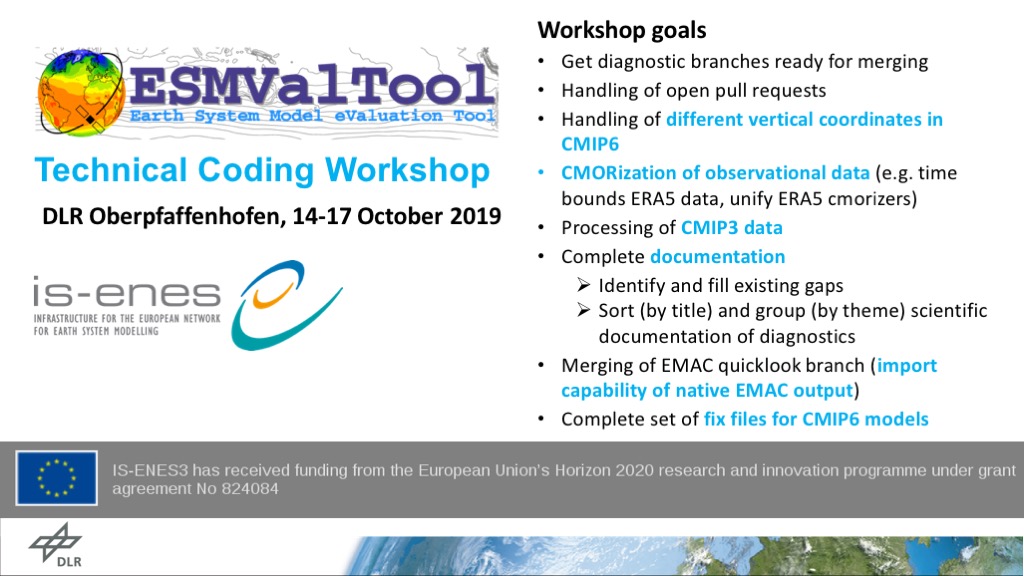 ESMValTool
Earth System Model eValuation Tool
Technical Coding Workshop
DLR Oberpfaffenhofen, 14-17 October 2019
is-enes
INFRASTRUCTURE FOR THE EUROPEAN NETWORK
FOR EARTH SYSTEM MODELLING
Workshop goals
• Get diagnostic branches ready for merging
• Handling of open pull requests
• Handling of different vertical coordinates in
CMIP6
• CMORization of observational data (e.g. time
bounds ERA5 data, unify ERA5 cmorizers)
• Processing of CMIP3 data
• Complete documentation
➢ Identify and fill existing gaps
➢ Sort (by title) and group (by theme) scientific
documentation of diagnostics
• Merging of EMAC quicklook branch (import
capability of native EMAC output)
• Complete set of fix files for CMIP6 models
IS-ENES3 has received funding from the European Union's Horizon 2020 research and innovation programme under grant
agreement No 824084
DLR